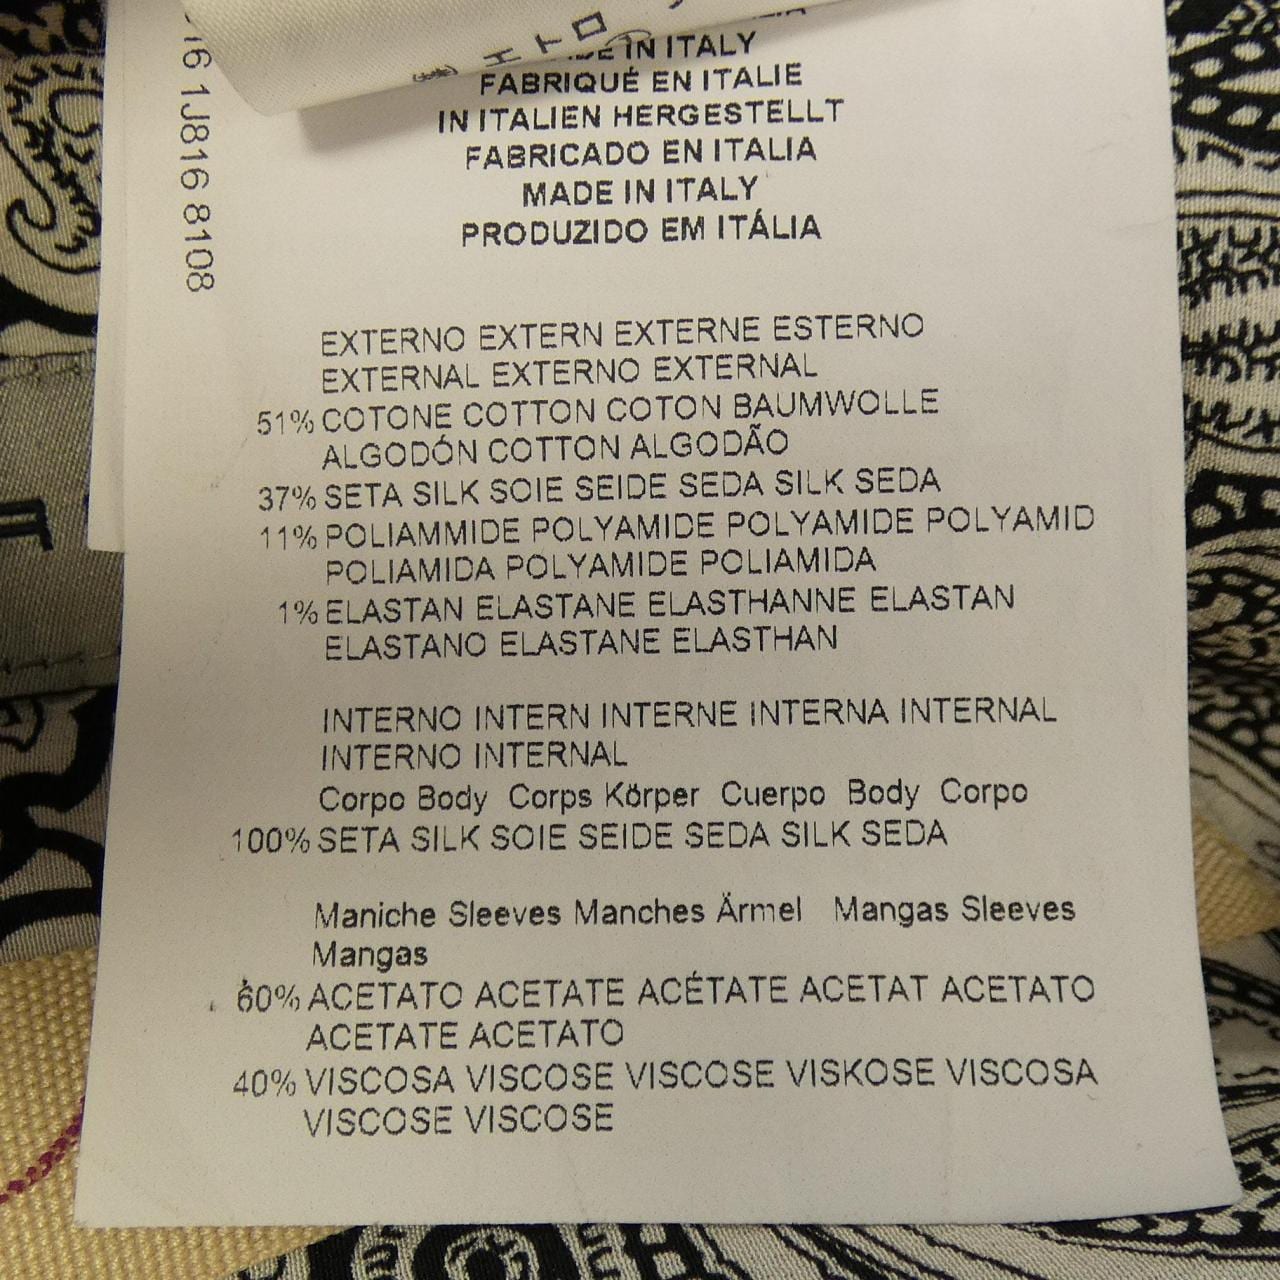 IN ITALY
FABRIQUÉ EN ITALIE
IN ITALIEN HERGESTELLT
FABRICADO EN ITALIA
MADE IN ITALY
PRODUZIDO EM ITÁLIA
1J816 8108
EXTERNO EXTERN EXTERNE ESTERNO
EXTERNAL EXTERNO EXTERNAL
51% COTONE COTTON COTON BAUMWOLLE
ALGODÓN COTTON ALGODÃO
37% SETA SILK SOIE SEIDE SEDA SILK SEDA
11% POLIAMMIDE POLYAMIDE POLYAMIDE POLYAMID
POLIAMIDA POLYAMIDE POLIAMIDA
1% ELASTAN ELASTANE ELASTHANNE ELASTAN
ELASTANO ELASTANE ELASTHAN
INTERNO INTERN INTERNE INTERNA INTERNAL
INTERNO INTERNAL
Corpo Body Corps Körper Cuerpo Body Corpo
100% SETA SILK SOIE SEIDE SEDA SILK SEDA
Maniche Sleeves Manches Ärmel Mangas Sleeves
Mangas
60% ACETATO ACETATE ACÉTATE ACETAT ACETATO
ACETATE ACETATO
40% VISCOSA VISCOSE VISCOSE VISKOSE VISCOSA
VISCOSE VISCOSE